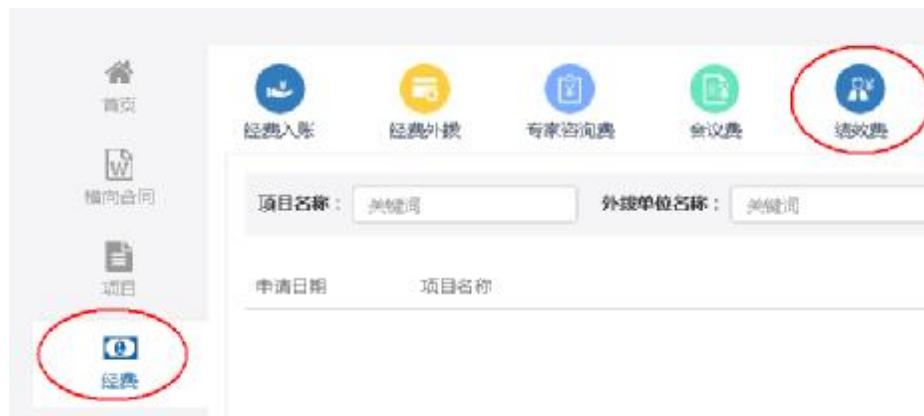 首页
横向合同
项目
经费
经费入账
经费外拨
专家咨询费
会议费
绩效费
项目名称：
关键词
外拨单位名称：
关键词
申请日期
项目名称